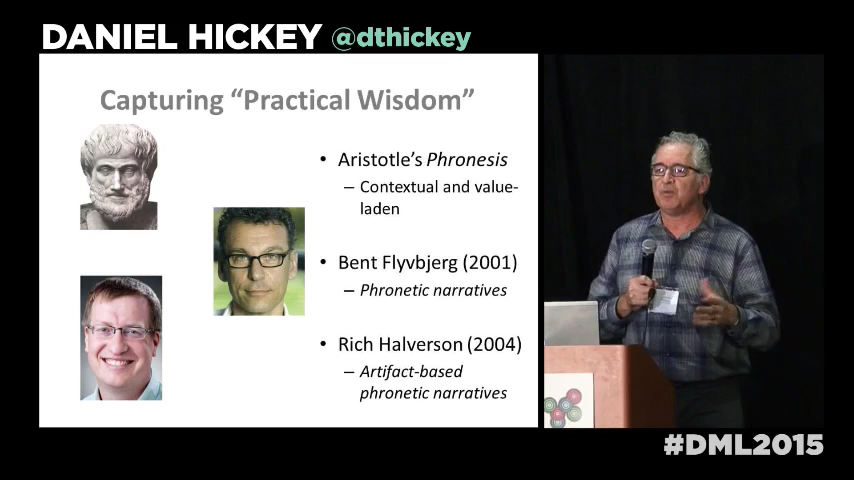 DANIEL HICKEY @dthickey
Capturing “Practical Wisdom”
• Aristotle’s Phronesis
– Contextual and value-
laden
• Bent Flyvbjerg (2001)
– Phronetic narratives
• Rich Halverson (2004)
– Artifact-based
phronetic narratives
#DML2015